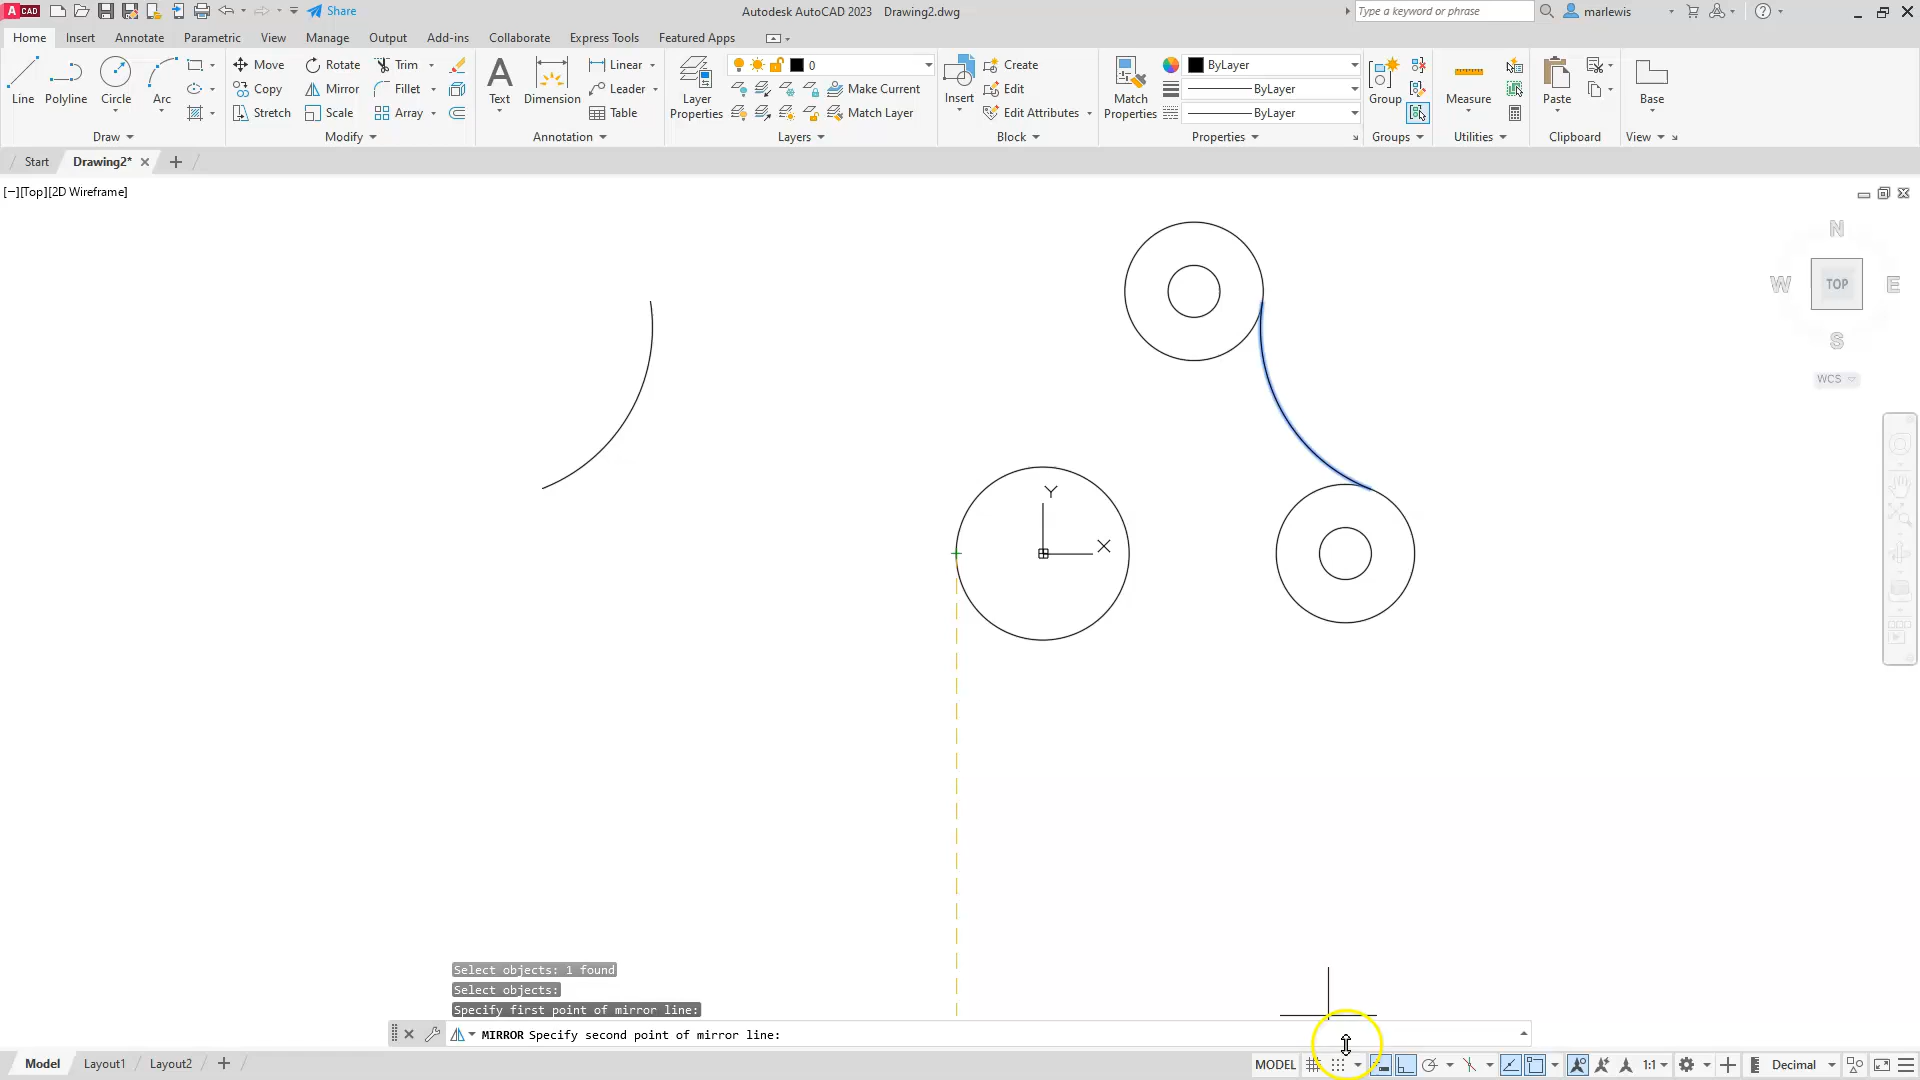 A CAD Share Autodesk AutoCAD 2023 Drawing2.dwg Type a keyword or phrase marlewis
Home Insert Annotate Parametric View Manage Output Add-ins Collaborate Express Tools Featured Apps
Line Polyline Circle Arc Move Rotate Trim Copy Mirror Fillet Stretch Scale Array Text Dimension Linear Leader Table Layer Properties 0 Make Current Match Layer Insert Create Edit Edit Attributes Match Properties ByLayer ByLayer ByLayer Group Measure Paste Base
Draw Modify Annotation Layers Block Properties Groups Utilities Clipboard View
Start Drawing2*
[−][Top][2D Wireframe]
N
W TOP E
S
WCS
Y
X
Select objects: 1 found
Select objects:
Specify first point of mirror line:
MIRROR Specify second point of mirror line:
Model Layout1 Layout2 MODEL 1:1 Decimal